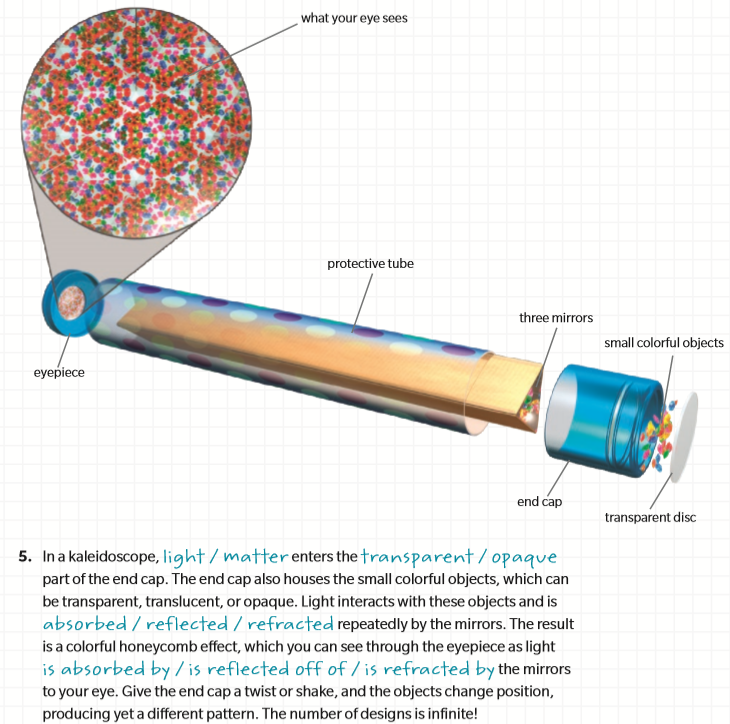 what your eye sees
protective tube
three mirrors
small colorful objects
eyepiece
end cap
transparent disc
5. In a kaleidoscope, light / matter enters the transparent / opaque
part of the end cap. The end cap also houses the small colorful objects, which can
be transparent, translucent, or opaque. Light interacts with these objects and is
absorbed / reflected / refracted repeatedly by the mirrors. The result
is a colorful honeycomb effect, which you can see through the eyepiece as light
is absorbed by / is reflected off of / is refracted by the mirrors
to your eye. Give the end cap a twist or shake, and the objects change position,
producing yet a different pattern. The number of designs is infinite!